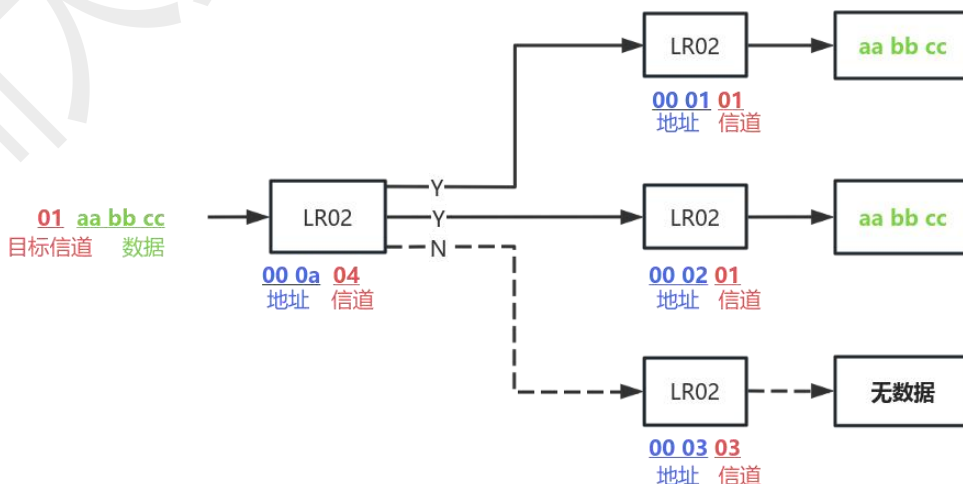 LR02
aa bb cc
00 01 01
地址 信道
Y
01 aa bb cc
目标信道 数据
LR02
Y
LR02
aa bb cc
N
00 0a 04
地址 信道
00 02 01
地址 信道
LR02
无数据
00 03 03
地址 信道